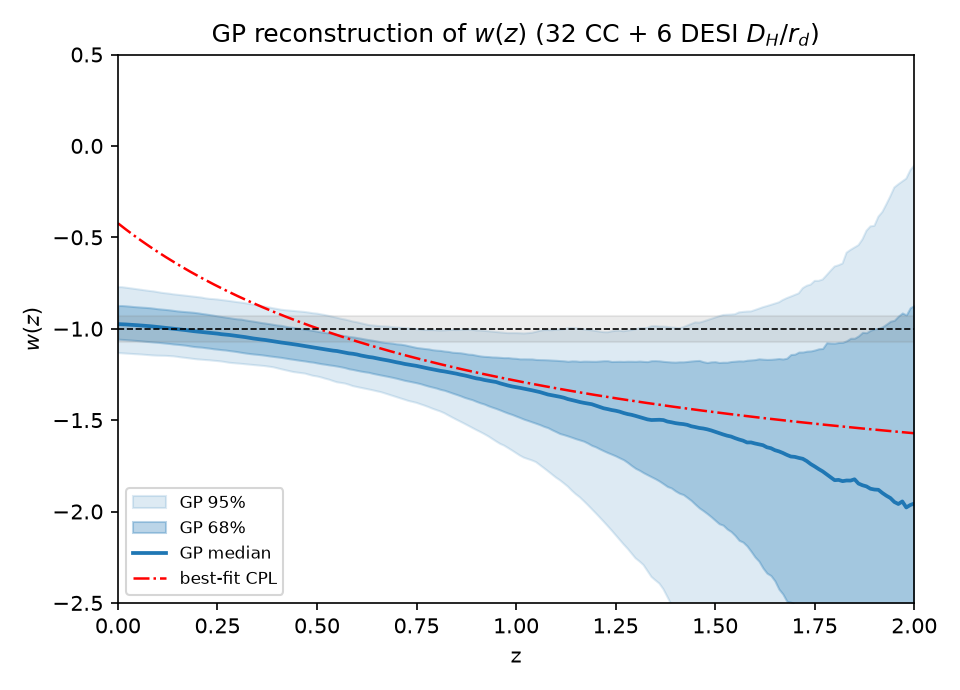 GP reconstruction of w(z) (32 CC + 6 DESI D_H/r_d)
w(z)
0.5
0.0
−0.5
−1.0
−1.5
−2.0
−2.5
GP 95%
GP 68%
GP median
best-fit CPL
0.00 0.25 0.50 0.75 1.00 1.25 1.50 1.75 2.00
z